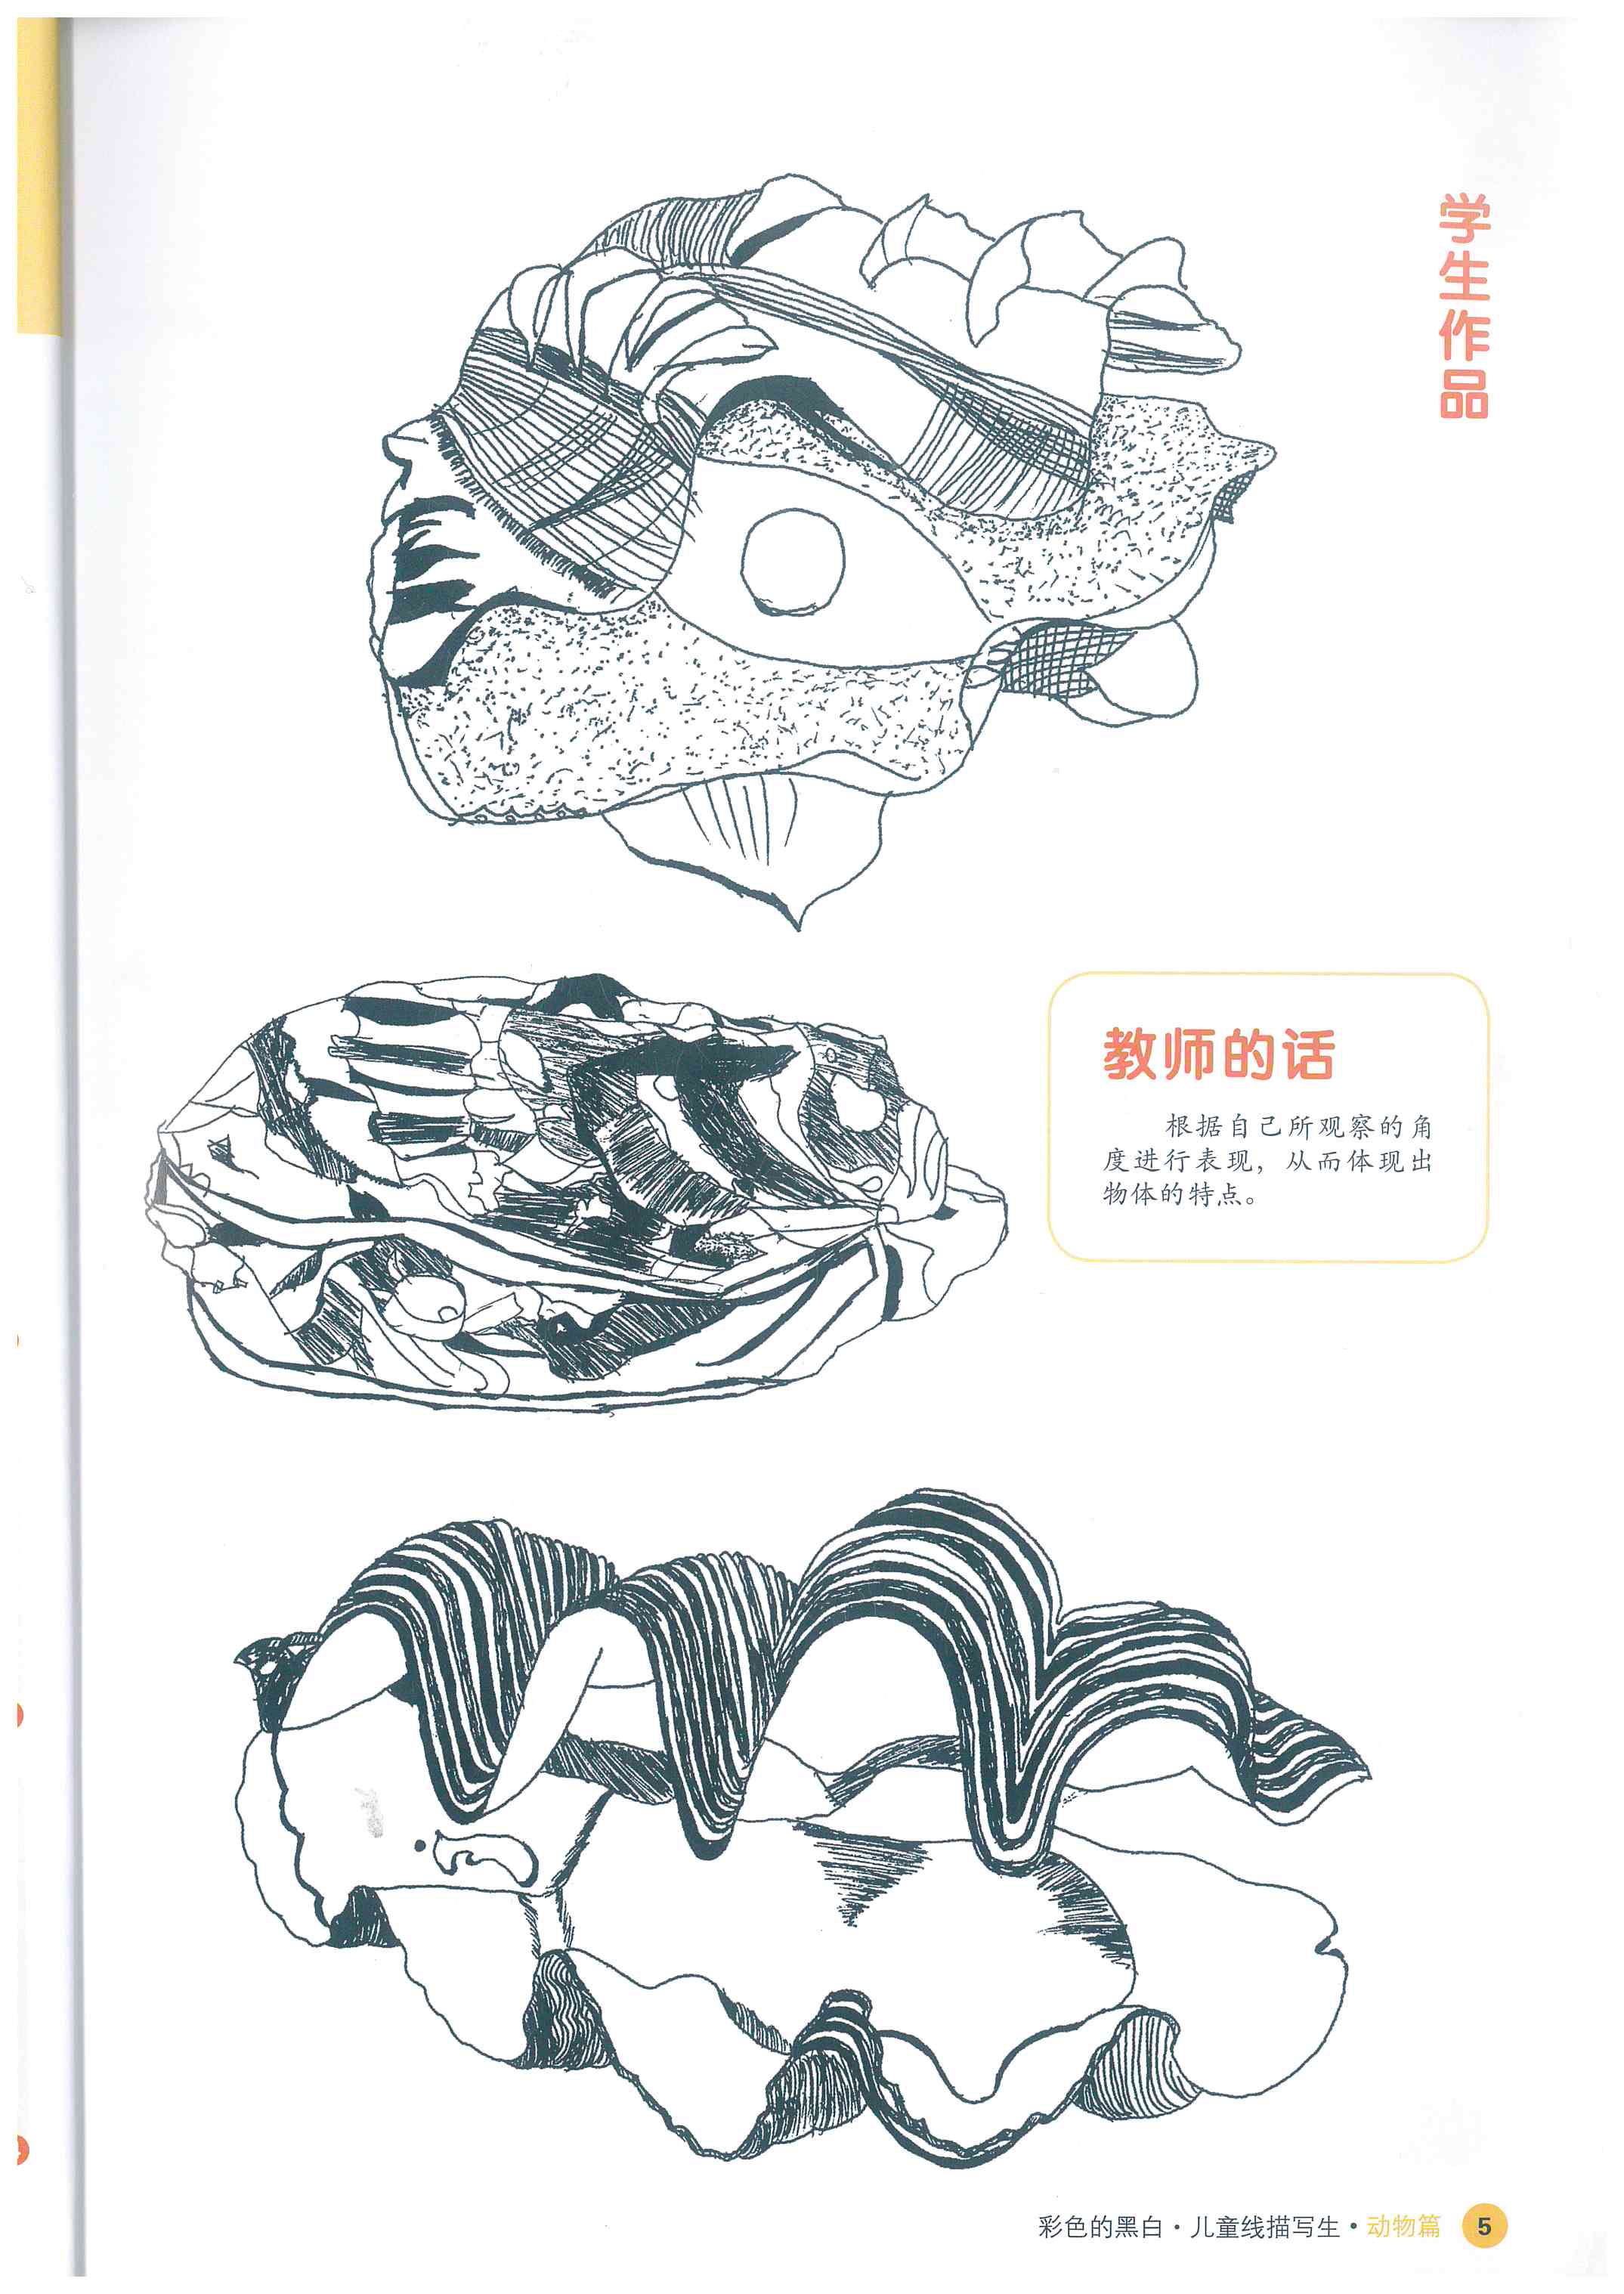 学生作品
教师的话
根据自己所观察的角
度进行表现，从而体现出
物体的特点。
彩色的黑白·儿童线描写生·动物篇 5